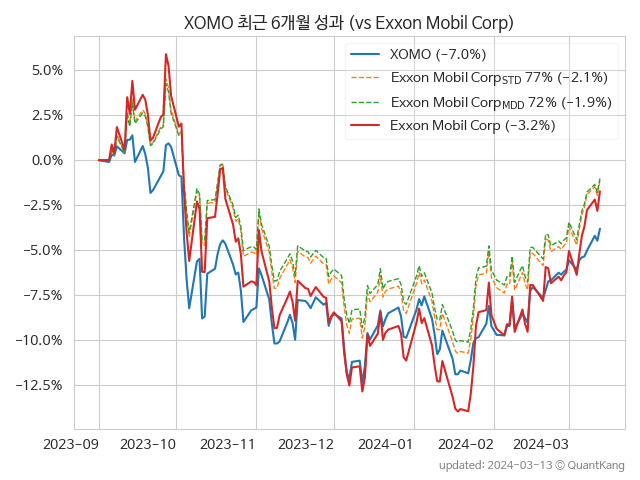 XOMO 최근 6개월 성과 (vs Exxon Mobil Corp)
XOMO (−7.0%)
Exxon Mobil Corp_STD 77% (−2.1%)
Exxon Mobil Corp_MDD 72% (−1.9%)
Exxon Mobil Corp (−3.2%)
5.0%
2.5%
0.0%
−2.5%
−5.0%
−7.5%
−10.0%
−12.5%
2023-09 2023-10 2023-11 2023-12 2024-01 2024-02 2024-03
updated: 2024-03-13 © QuantKang